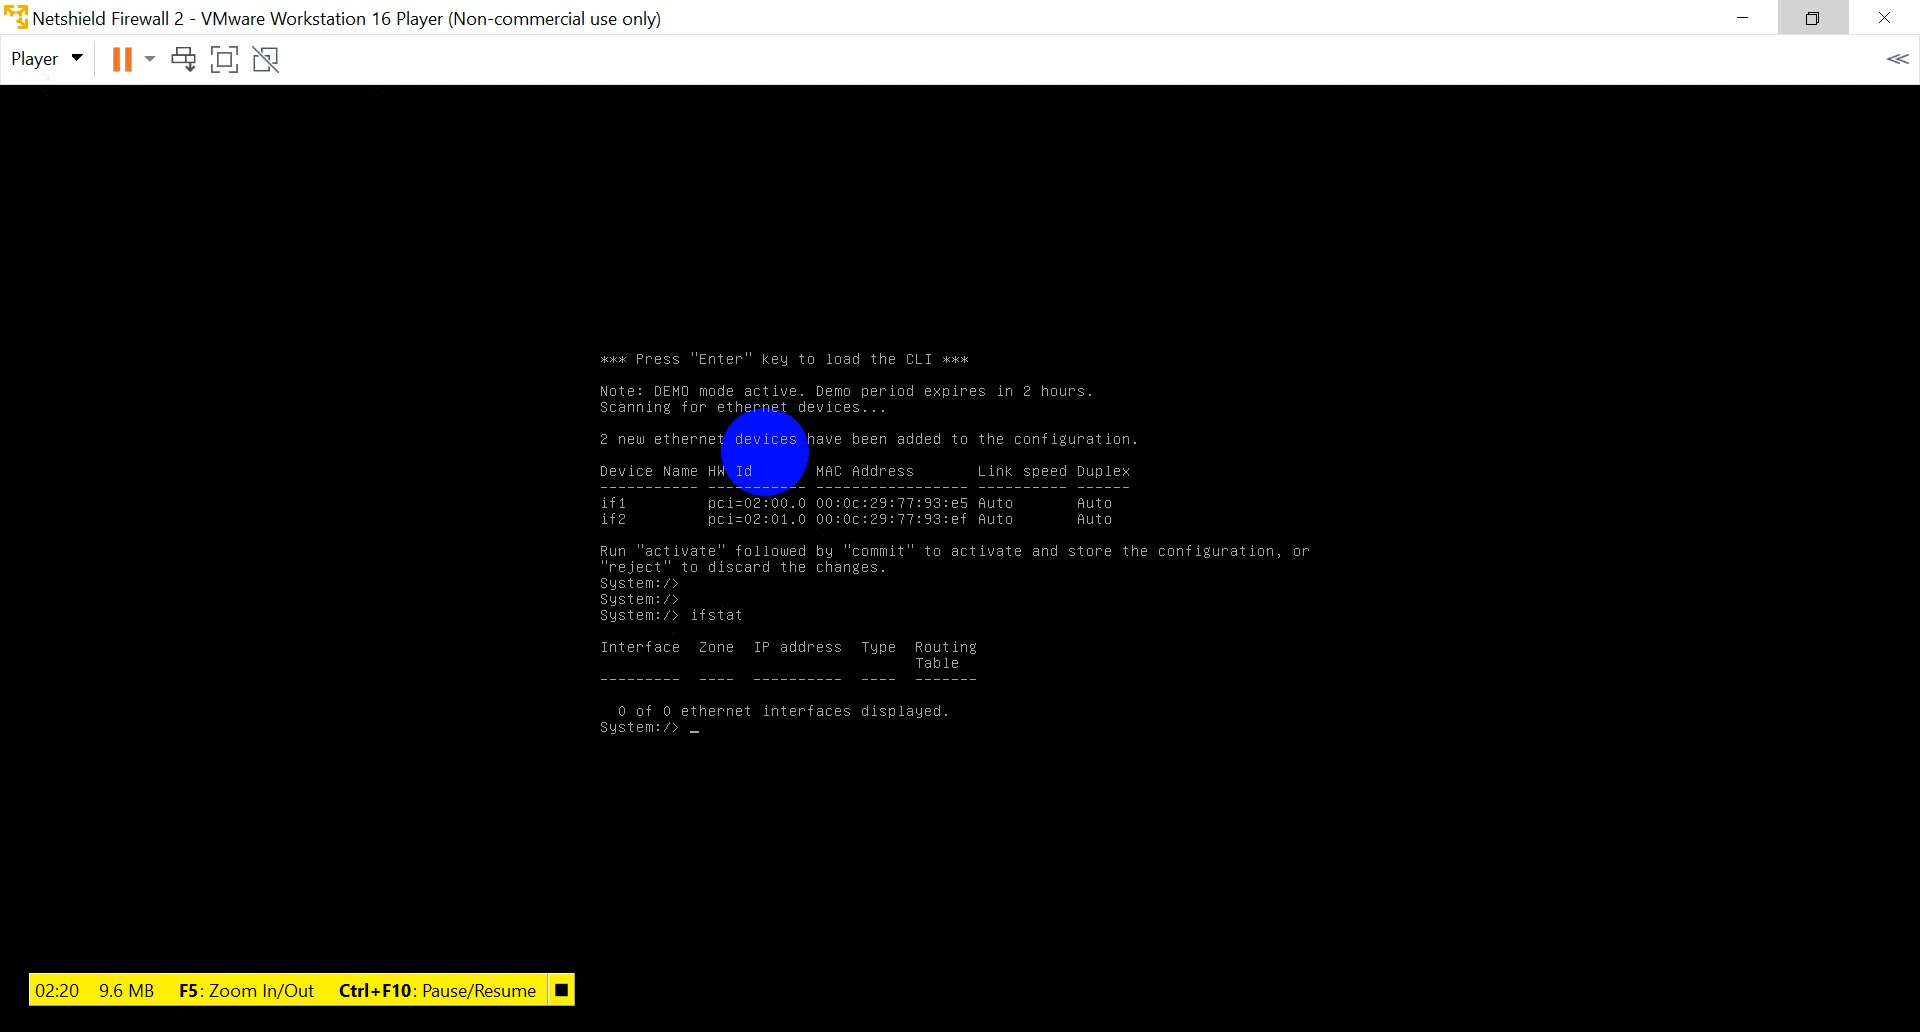 Netshield Firewall 2 - VMware Workstation 16 Player (Non-commercial use only)
Player
*** Press "Enter" key to load the CLI ***
Note: DEMO mode active. Demo period expires in 2 hours.
Scanning for ethernet devices...
2 new ethernet devices have been added to the configuration.
Device Name HW Id       MAC Address       Link speed Duplex
----------- ----------- ----------------- ---------- ------
if1         pci=02:00.0 00:0c:29:77:93:e5 Auto       Auto
if2         pci=02:01.0 00:0c:29:77:93:ef Auto       Auto
Run "activate" followed by "commit" to activate and store the configuration, or
"reject" to discard the changes.
System:/>
System:/>
System:/> ifstat
Interface  Zone  IP address  Type  Routing
Table
---------  ----  ----------  ----  -------
0 of 0 ethernet interfaces displayed.
System:/> _
02:20 9.6 MB F5: Zoom In/Out Ctrl+F10: Pause/Resume